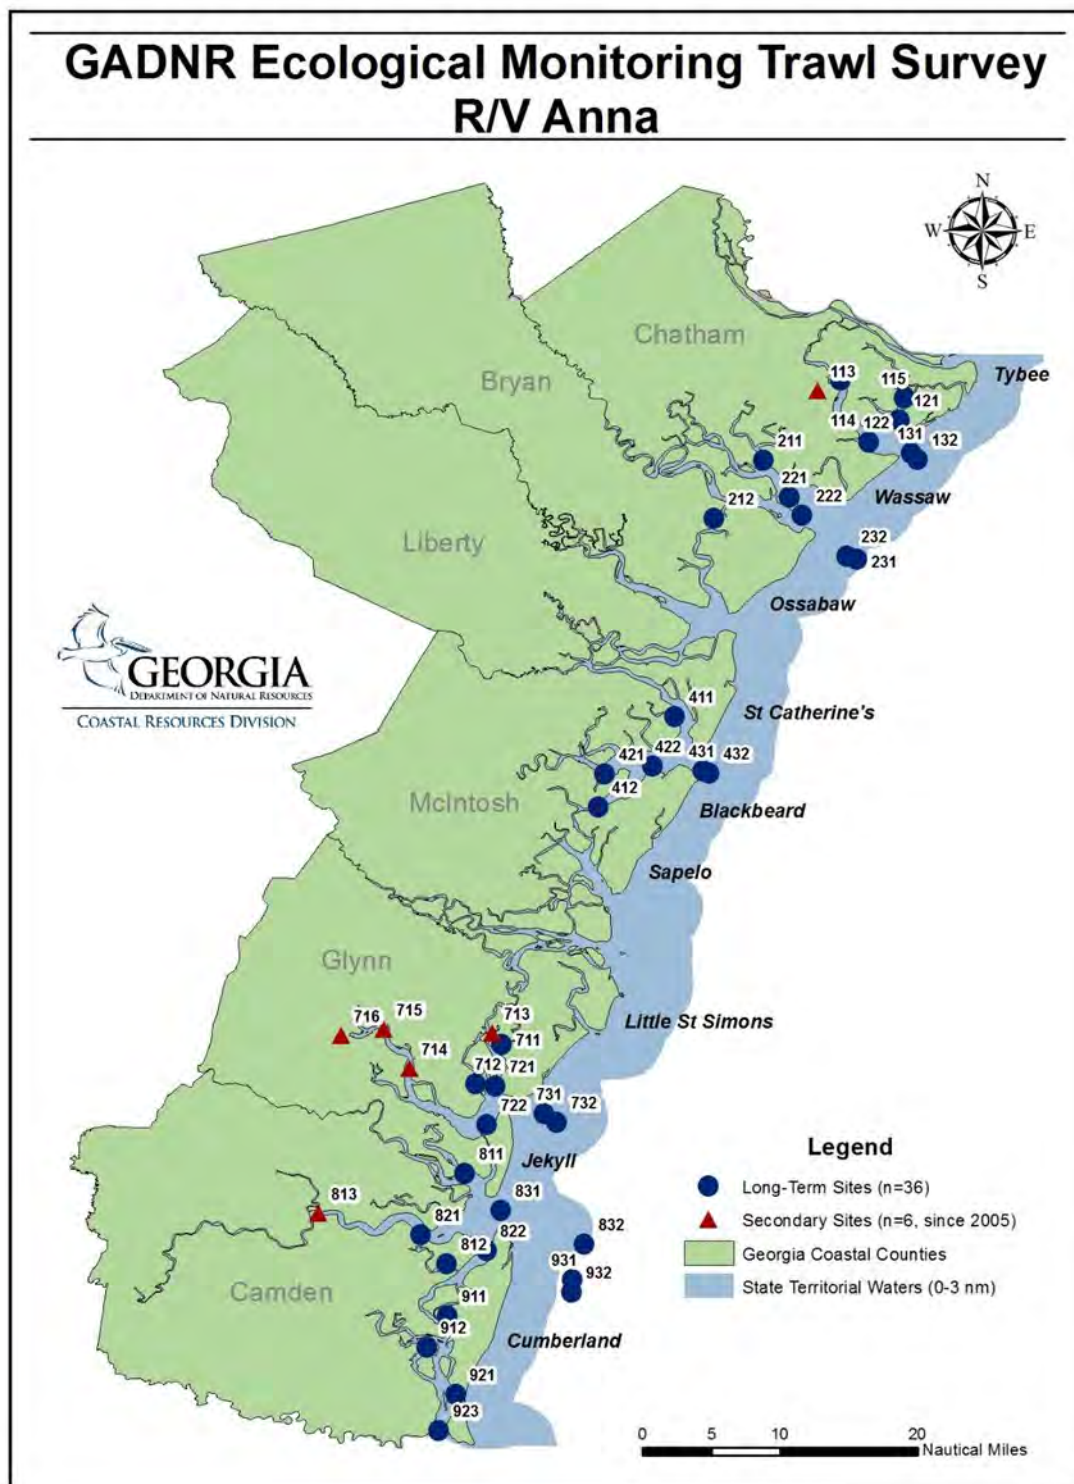 GADNR Ecological Monitoring Trawl Survey
R/V Anna
N
W E
S
Chatham
Tybee
113
115
Bryan
121
114
122
131
132
211
221
222
Wassaw
212
232
Liberty
231
Ossabaw
GEORGIA
DEPARTMENT OF NATURAL RESOURCES
COASTAL RESOURCES DIVISION
411
St Catherine's
421
422
431
432
412
McIntosh
Blackbeard
Sapelo
Glynn
716
715
713
Little St Simons
711
714
712
721
731
732
722
Legend
811
Jekyll
Long-Term Sites (n=36)
813
831
Secondary Sites (n=6, since 2005)
821
822
832
812
Georgia Coastal Counties
931
932
State Territorial Waters (0-3 nm)
Camden
911
912
Cumberland
921
923
0 5 10 20
Nautical Miles